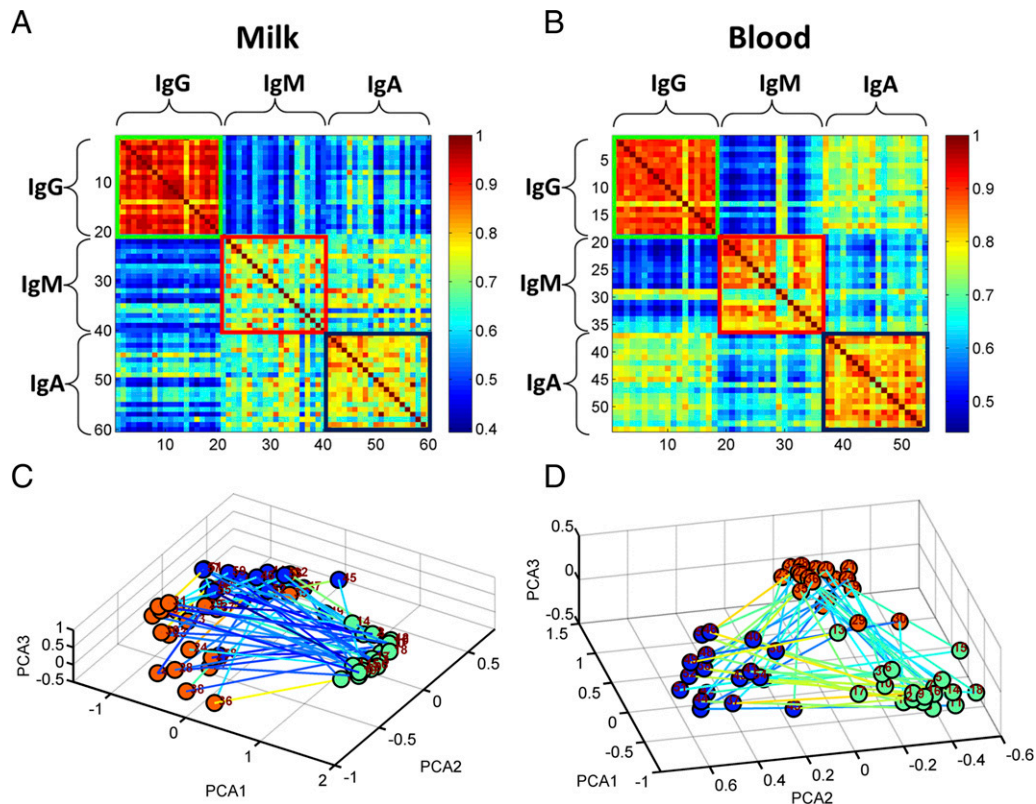 A
Milk
IgG IgM IgA
IgG
IgM
IgA
10
20
30
40
50
60
10 20 30 40 50 60
1
0.9
0.8
0.7
0.6
0.5
0.4
B
Blood
IgG IgM IgA
IgG
IgM
IgA
5
10
15
20
25
30
35
40
45
50
10 20 30 40 50
1
0.9
0.8
0.7
0.6
0.5
C
PCA3
1
0.5
0
-0.5
-1
0
1
2
PCA1
-1
-0.5
0
0.5
PCA2
D
PCA3
0.5
0
-0.5
1.5
1
0.5
0
-0.5
-1
PCA1
0.6 0.4 0.2 0 -0.2 -0.4 -0.6
PCA2